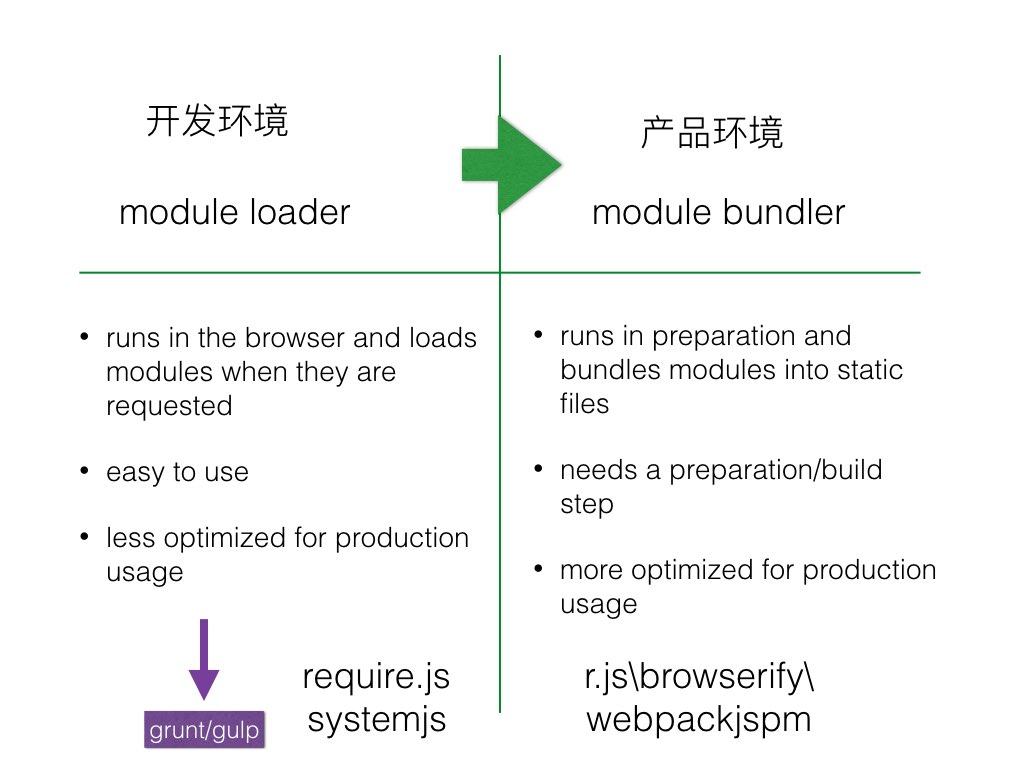 开发环境
module loader
产品环境
module bundler
• runs in the browser and loads
modules when they are
requested
• easy to use
• less optimized for production
usage
grunt/gulp
require.js
systemjs
• runs in preparation and
bundles modules into static
files
• needs a preparation/build
step
• more optimized for production
usage
r.js\browserify\
webpackjspm